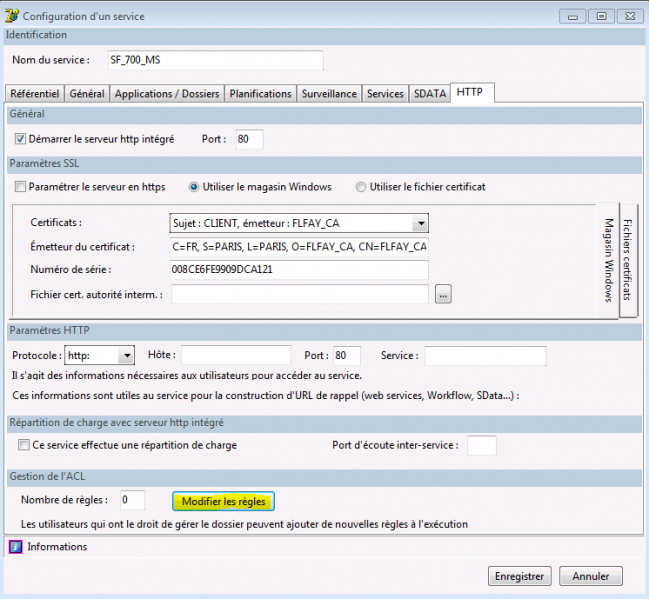 Configuration d'un service
Identification
Nom du service : SF_700_MS
Référentiel Général Applications / Dossiers Planifications Surveillance Services SDATA HTTP
Général
Démarrer le serveur http intégré Port : 80
Paramètres SSL
Paramétrer le serveur en https Utiliser le magasin Windows Utiliser le fichier certificat
Certificats : Sujet : CLIENT, émetteur : FLFAY_CA
Émetteur du certificat : C=FR, S=PARIS, L=PARIS, O=FLFAY_CA, CN=FLFAY_CA
Numéro de série : 008CE6FE9909DCA121
Fichier cert. autorité interm. : ...
Magasin Windows
Fichiers certificats
Paramètres HTTP
Protocole : http: Hôte : Port : 80 Service :
Il s'agit des informations nécessaires aux utilisateurs pour accéder au service.
Ces informations sont utiles au service pour la construction d'URL de rappel (web services, Workflow, SData...) :
Répartition de charge avec serveur http intégré
Ce service effectue une répartition de charge Port d'écoute inter-service :
Gestion de l'ACL
Nombre de règles : 0 Modifier les règles
Les utilisateurs qui ont le droit de gérer le dossier peuvent ajouter de nouvelles règles à l'exécution
Informations
Enregistrer Annuler